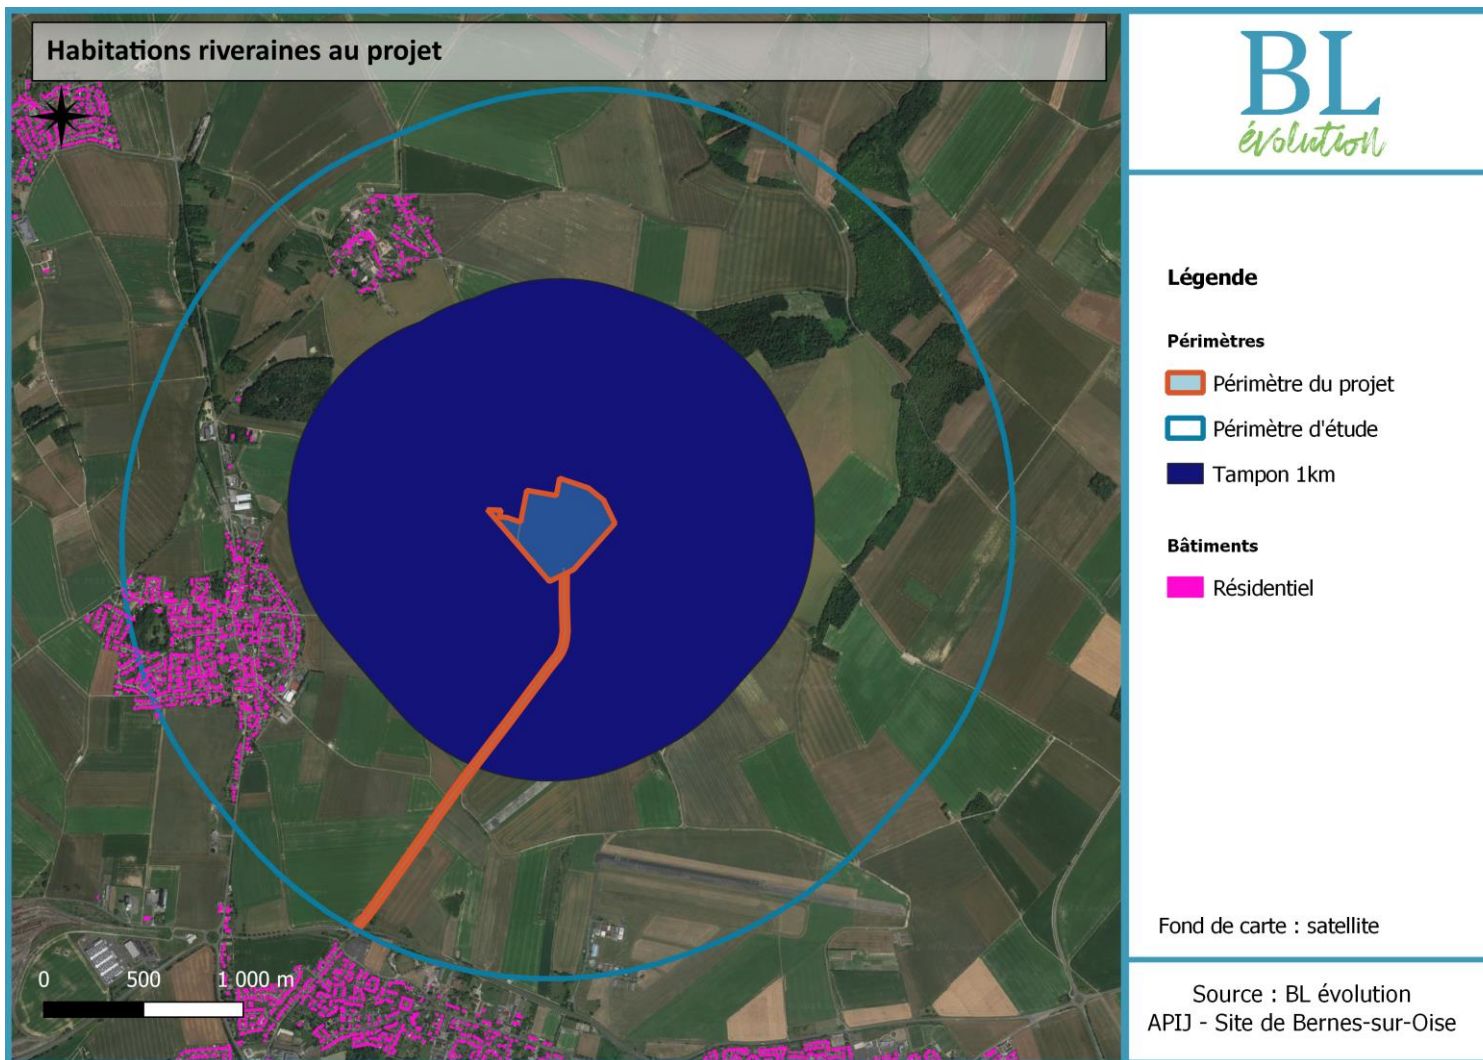 Habitations riveraines au projet
BL
évolution
Légende
Périmètres
Périmètre du projet
Périmètre d'étude
Tampon 1km
Bâtiments
Résidentiel
Fond de carte : satellite
0 500 1 000 m
Source : BL évolution
APIJ - Site de Bernes-sur-Oise